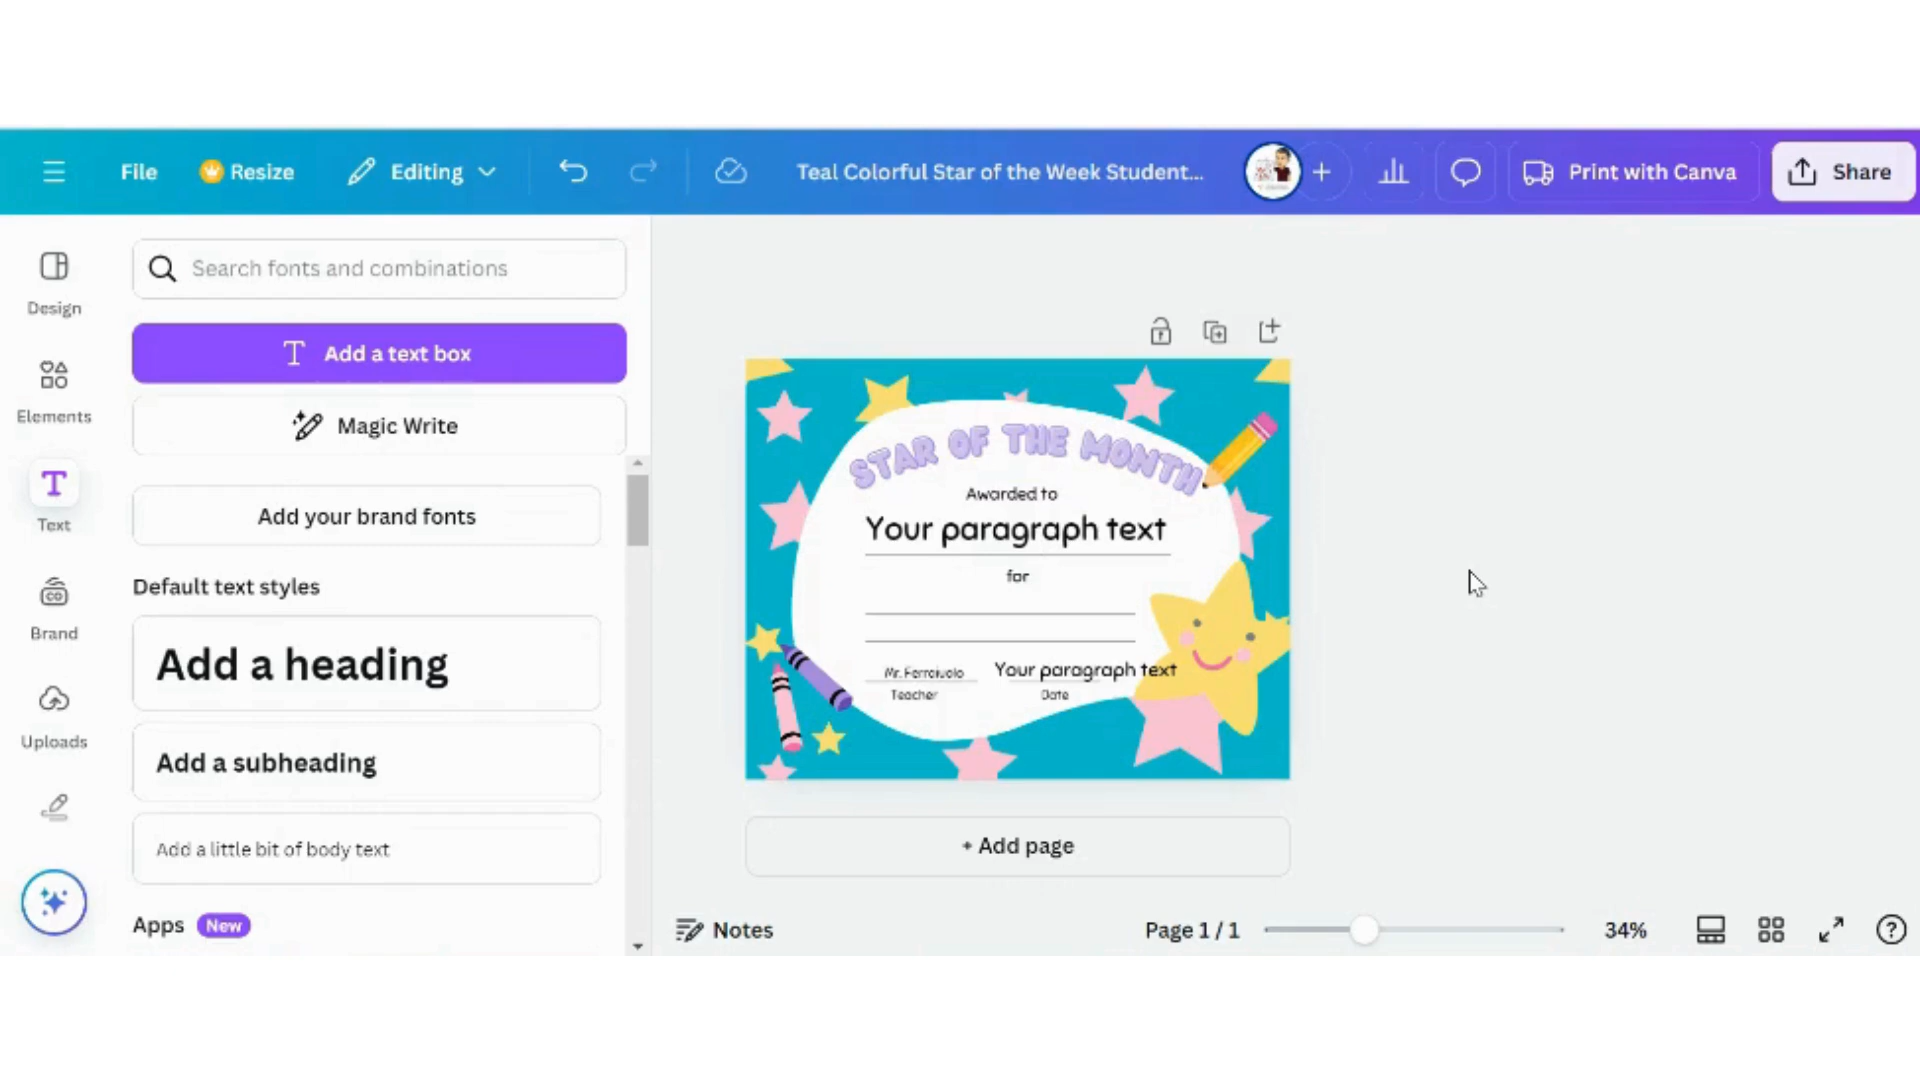 File
Resize
Editing
Teal Colorful Star of the Week Student...
Print with Canva
Share
Design
Elements
Text
Brand
Uploads
Search fonts and combinations
Add a text box
Magic Write
Add your brand fonts
Default text styles
Add a heading
Add a subheading
Add a little bit of body text
Apps New
STAR OF THE MONTH
Awarded to
Your paragraph text
for
Mr. Ferraiuolo
Your paragraph text
Teacher
Date
+ Add page
Notes
Page 1 / 1
34%